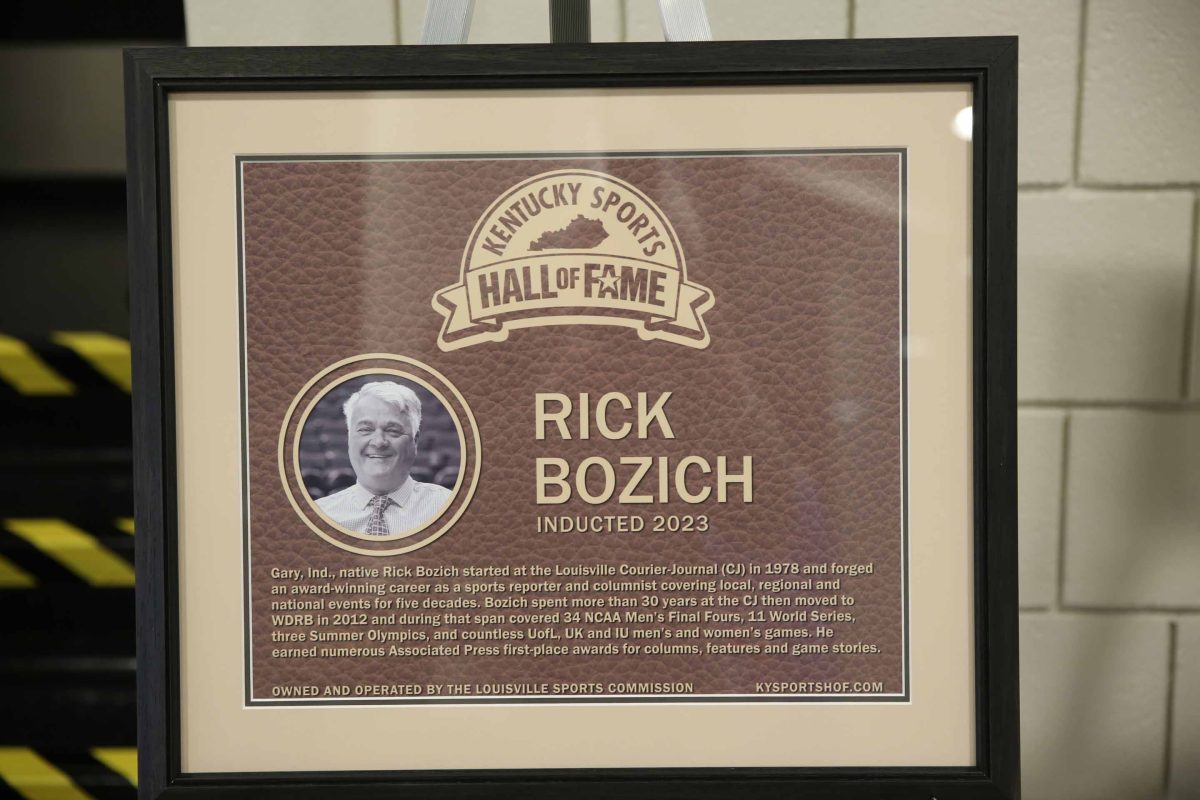 KENTUCKY SPORTS
HALL OF FAME
RICK
BOZICH
INDUCTED 2023
Gary, Ind., native Rick Bozich started at the Louisville Courier-Journal (CJ) in 1978 and forged
an award-winning career as a sports reporter and columnist covering local, regional and
national events for five decades. Bozich spent more than 30 years at the CJ then moved to
WDRB in 2012 and during that span covered 34 NCAA Men's Final Fours, 11 World Series,
three Summer Olympics, and countless UofL, UK and IU men's and women's games. He
earned numerous Associated Press first-place awards for columns, features and game stories.
OWNED AND OPERATED BY THE LOUISVILLE SPORTS COMMISSION KYSPORTSHOF.COM